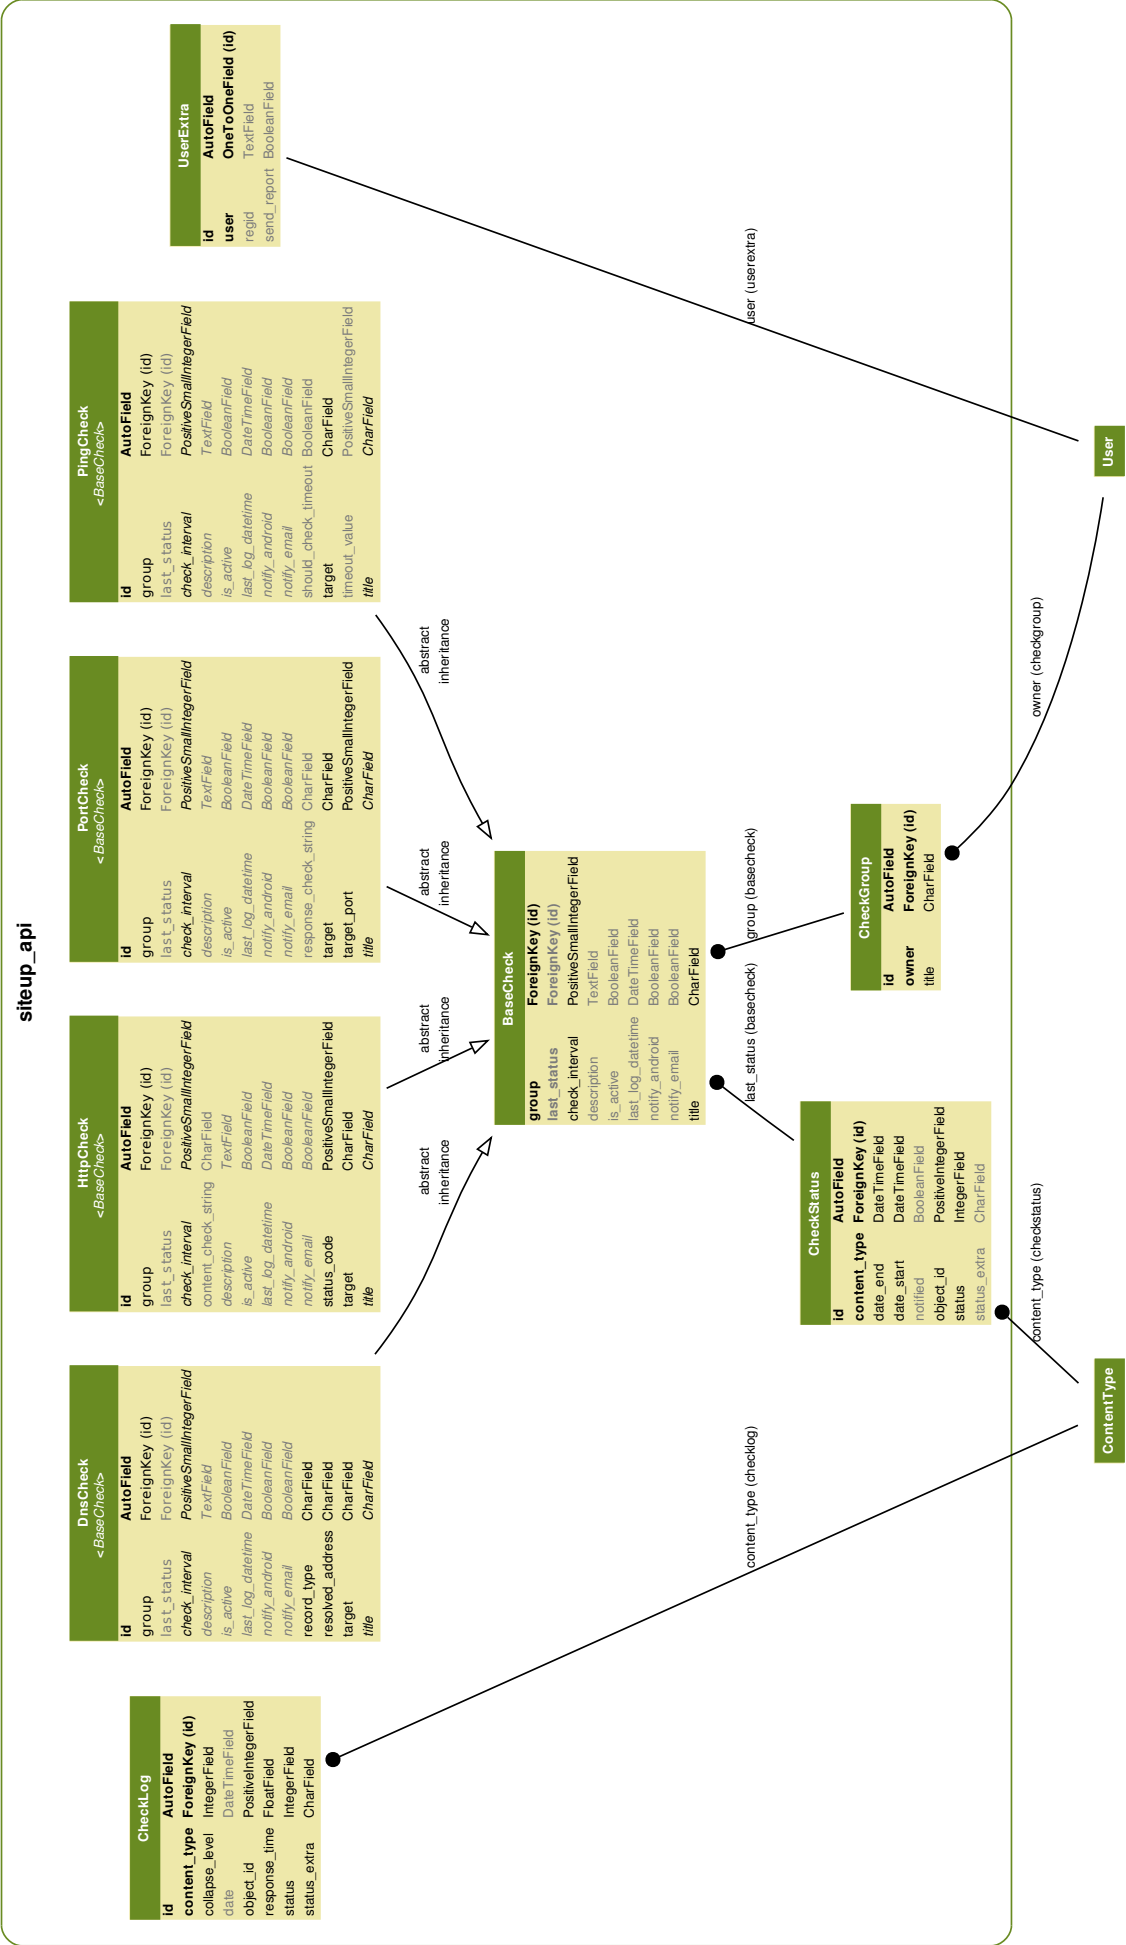 siteup_api
CheckLog
id AutoField
content_type ForeignKey (id)
collapse_level IntegerField
date DateTimeField
object_id PositiveIntegerField
response_time FloatField
status IntegerField
status_extra CharField
DnsCheck
<BaseCheck>
id AutoField
group ForeignKey (id)
last_status ForeignKey (id)
check_interval PositiveSmallIntegerField
description TextField
is_active BooleanField
last_log_datetime DateTimeField
notify_android BooleanField
notify_email BooleanField
record_type CharField
resolved_address CharField
target CharField
title CharField
HttpCheck
<BaseCheck>
id AutoField
group ForeignKey (id)
last_status ForeignKey (id)
check_interval PositiveSmallIntegerField
content_check_string CharField
description TextField
is_active BooleanField
last_log_datetime DateTimeField
notify_android BooleanField
notify_email BooleanField
status_code PositiveSmallIntegerField
target CharField
title CharField
PortCheck
<BaseCheck>
id AutoField
group ForeignKey (id)
last_status ForeignKey (id)
check_interval PositiveSmallIntegerField
description TextField
is_active BooleanField
last_log_datetime DateTimeField
notify_android BooleanField
notify_email BooleanField
response_check_string CharField
target CharField
target_port PositiveSmallIntegerField
title CharField
PingCheck
<BaseCheck>
id AutoField
group ForeignKey (id)
last_status ForeignKey (id)
check_interval PositiveSmallIntegerField
description TextField
is_active BooleanField
last_log_datetime DateTimeField
notify_android BooleanField
notify_email BooleanField
should_check_timeout BooleanField
target CharField
timeout_value PositiveSmallIntegerField
title CharField
UserExtra
id AutoField
user OneToOneField (id)
regid TextField
send_report BooleanField
abstract
inheritance
abstract
inheritance
abstract
inheritance
abstract
inheritance
BaseCheck
group ForeignKey (id)
last_status ForeignKey (id)
check_interval PositiveSmallIntegerField
description TextField
is_active BooleanField
last_log_datetime DateTimeField
notify_android BooleanField
notify_email BooleanField
title CharField
content_type (checklog)
last_status (basecheck)
group (basecheck)
user (userextra)
CheckStatus
id AutoField
content_type ForeignKey (id)
date_end DateTimeField
date_start DateTimeField
notified BooleanField
object_id PositiveIntegerField
status IntegerField
status_extra CharField
CheckGroup
id AutoField
owner ForeignKey (id)
title CharField
content_type (checkstatus)
owner (checkgroup)
ContentType
User